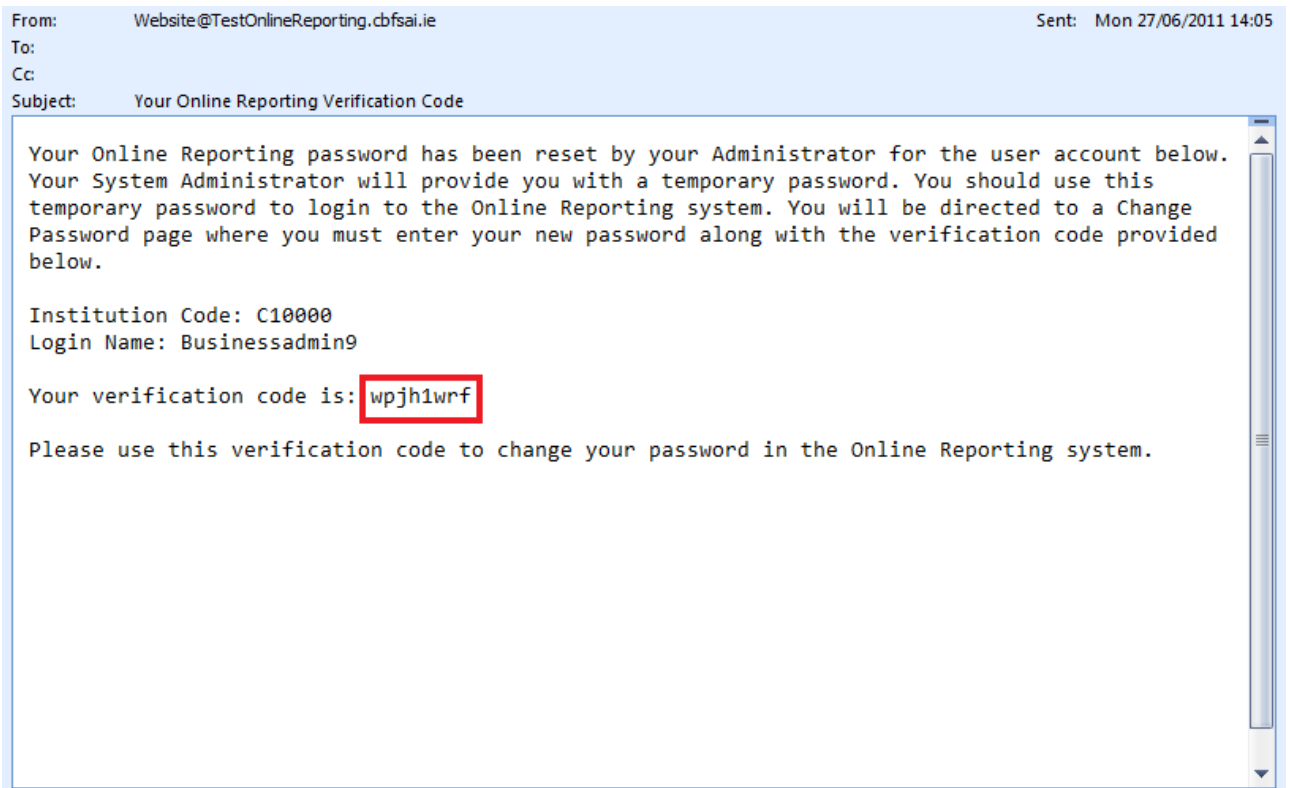 From: Website@TestOnlineReporting.cbfsai.ie Sent: Mon 27/06/2011 14:05
To:
Cc:
Subject: Your Online Reporting Verification Code
Your Online Reporting password has been reset by your Administrator for the user account below.
Your System Administrator will provide you with a temporary password. You should use this
temporary password to login to the Online Reporting system. You will be directed to a Change
Password page where you must enter your new password along with the verification code provided
below.
Institution Code: C10000
Login Name: Businessadmin9
Your verification code is: wpjh1wrf
Please use this verification code to change your password in the Online Reporting system.